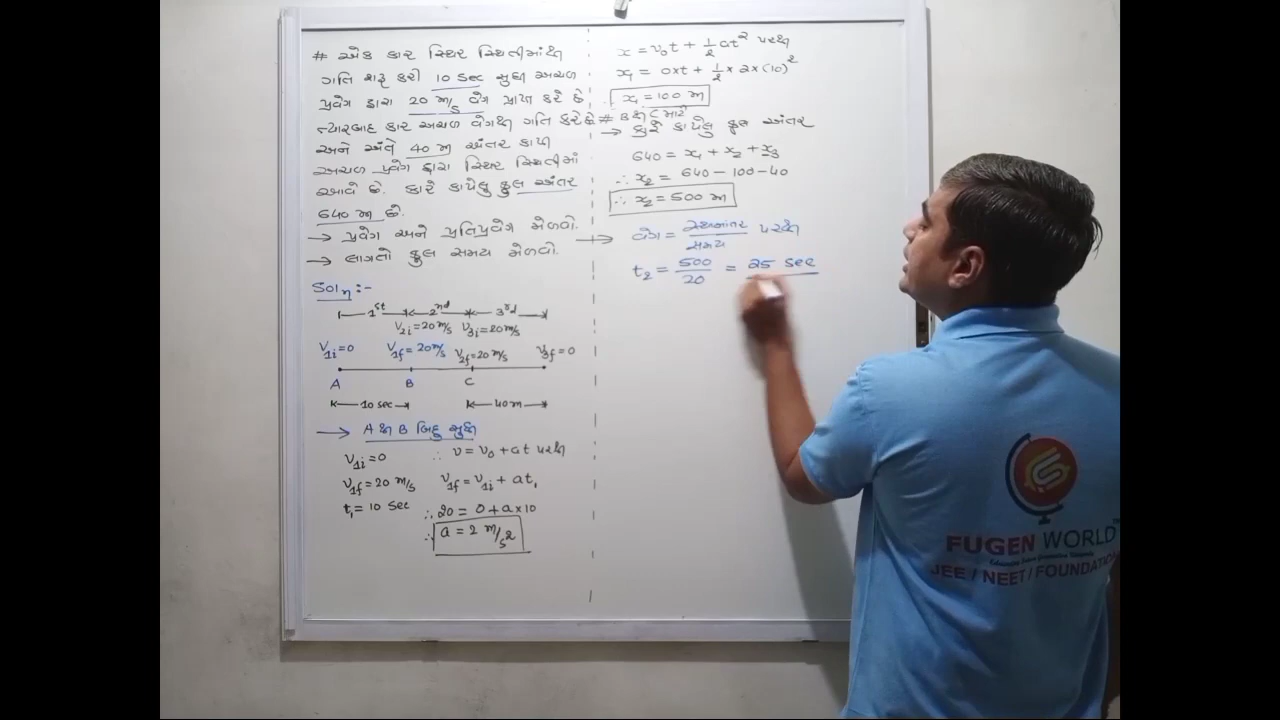 # એક કાર સ્થિર સ્થિતીમાંથી
ગતિ શરૂ કરી 10 sec સુધી અચળ
પ્રવેગ દ્વારા 20 m/s વેગ પ્રાપ્ત કરે છે.
ત્યારબાદ કાર અચળ વેગથી ગતિ કરે છે
અને અંતે 40 m અંતર કાપી
અચળ પ્રવેગ દ્વારા સ્થિર સ્થિતીમાં
આવે છે. કારે કાપેલુ કુલ અંતર
640 m છે.
→ પ્રવેગ અને પ્રતિપ્રવેગ મેળવો.
→ લાગતો કુલ સમય મેળવો.
Solη :-
1st 2nd 3rd
V2i = 20 m/s V3i = 20 m/s
V1i = 0 V1f = 20 m/s V2f = 20 m/s V3f = 0
A B C
10 sec 40 m
→ A થી B બિંદુ સુધી
V1i = 0 ∴ v = v0 + at પરથી
V1f = 20 m/s V1f = V1i + at1
t1 = 10 sec ∴ 20 = 0 + a × 10
∴ a = 2 m/s2
x = v0t + 1/2 at2 પરથી
x1 = 0×t + 1/2 × 2 × (10)2
∴ x1 = 100 m
# B થી C માટે
→ કારે કાપેલુ કુલ અંતર
640 = x1 + x2 + x3
∴ x2 = 640 - 100 - 40
∴ x2 = 500 m
→ વેગ = સ્થાનાંતર / સમય પરથી
t2 = 500/20 = 25 sec
FUGEN WORLD
JEE / NEET / FOUNDATION